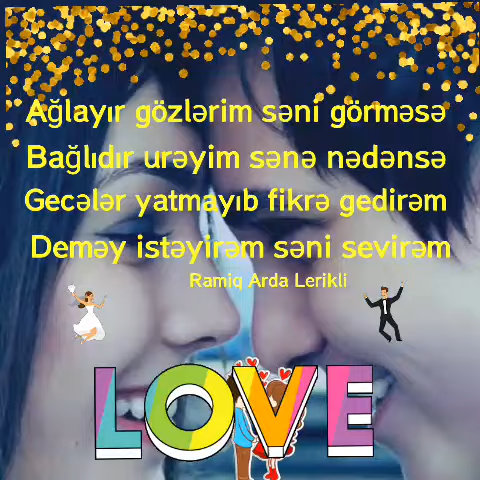 Ağlayır gözlərim səni görməsə
Bağlıdır urəyim sənə nədənsə
Gecələr yatmayıb fikrə gedirəm
Deməy istəyirəm səni sevirəm
Ramiq Arda Lerikli
LOVE